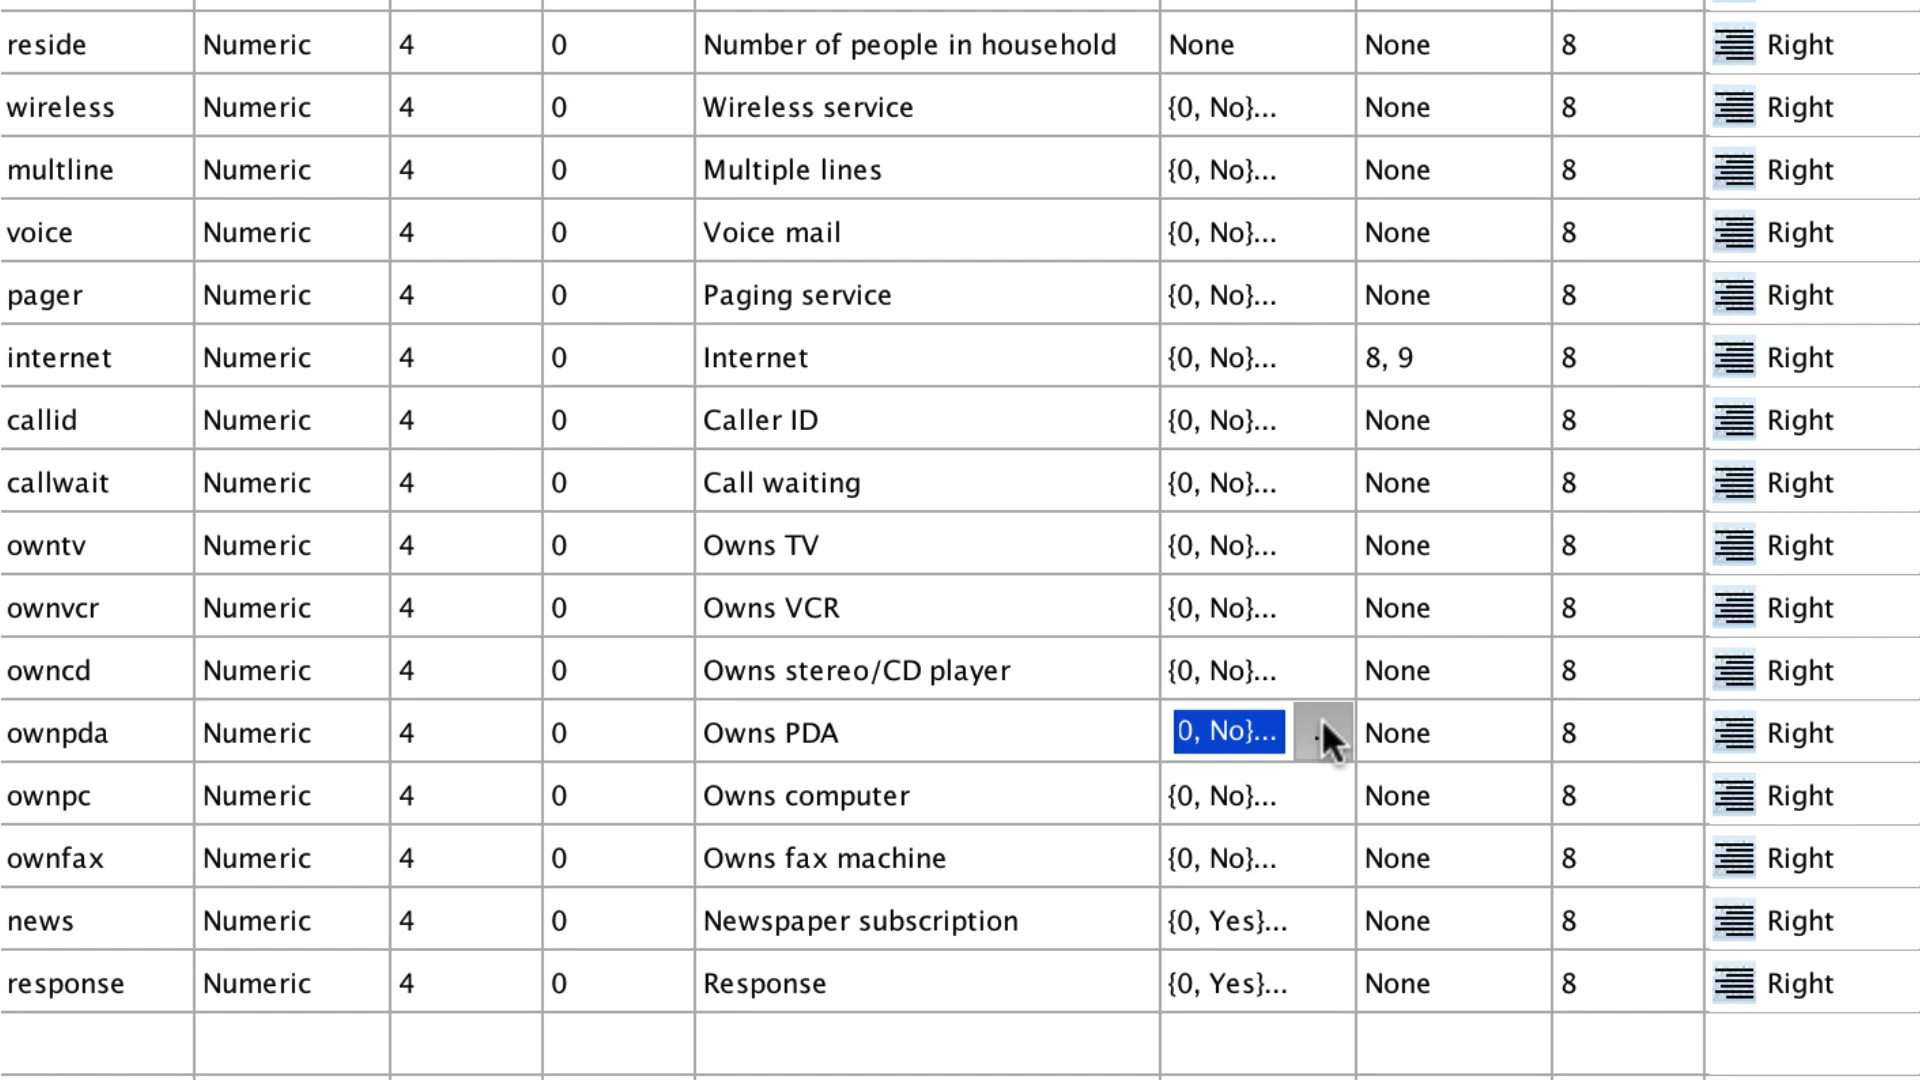 reside Numeric 4 0 Number of people in household None None 8 Right
wireless Numeric 4 0 Wireless service {0, No}... None 8 Right
multline Numeric 4 0 Multiple lines {0, No}... None 8 Right
voice Numeric 4 0 Voice mail {0, No}... None 8 Right
pager Numeric 4 0 Paging service {0, No}... None 8 Right
internet Numeric 4 0 Internet {0, No}... 8, 9 8 Right
callid Numeric 4 0 Caller ID {0, No}... None 8 Right
callwait Numeric 4 0 Call waiting {0, No}... None 8 Right
owntv Numeric 4 0 Owns TV {0, No}... None 8 Right
ownvcr Numeric 4 0 Owns VCR {0, No}... None 8 Right
owncd Numeric 4 0 Owns stereo/CD player {0, No}... None 8 Right
ownpda Numeric 4 0 Owns PDA 0, No}... None 8 Right
ownpc Numeric 4 0 Owns computer {0, No}... None 8 Right
ownfax Numeric 4 0 Owns fax machine {0, No}... None 8 Right
news Numeric 4 0 Newspaper subscription {0, Yes}... None 8 Right
response Numeric 4 0 Response {0, Yes}... None 8 Right